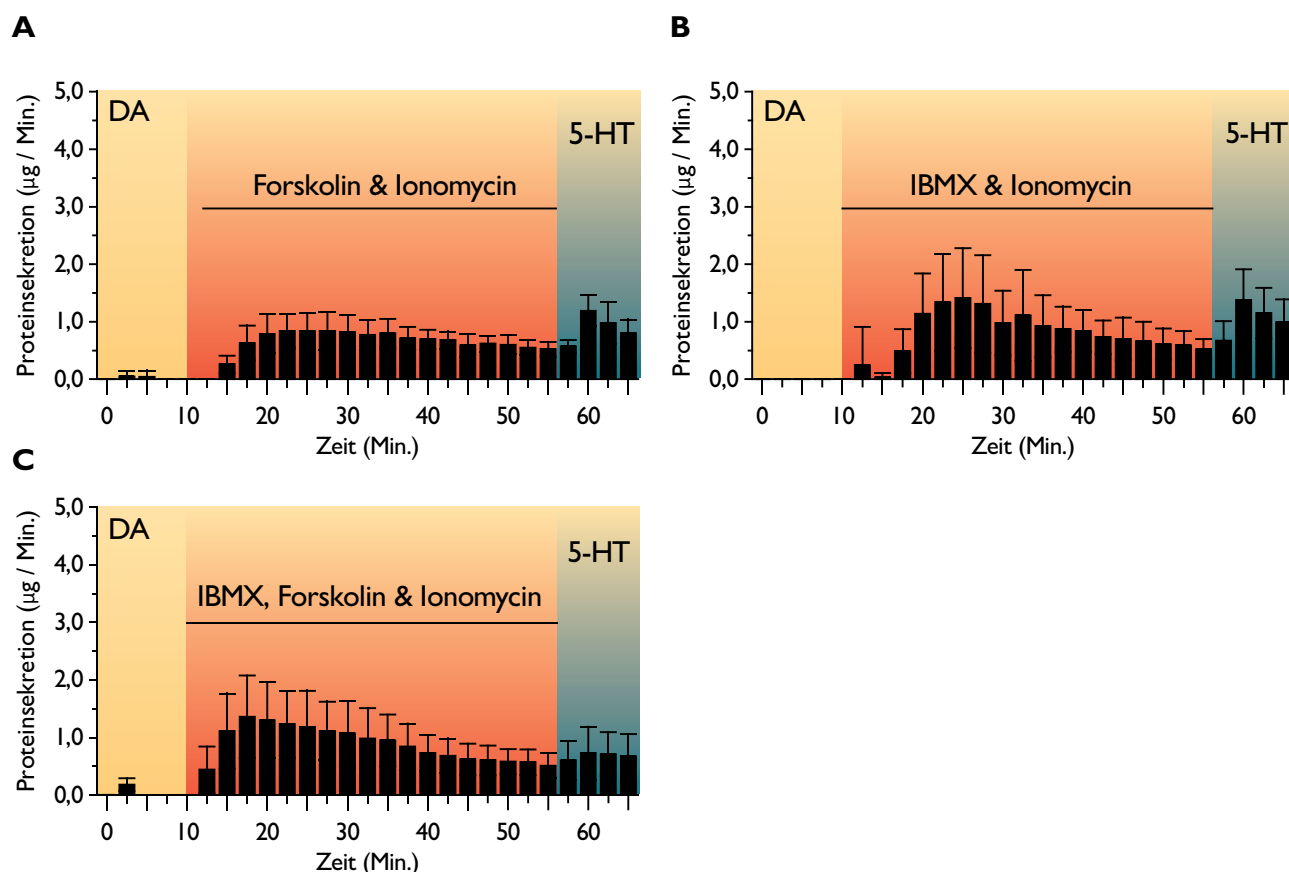 A
Proteinsekretion (µg / Min.)
5,0
4,0
3,0
2,0
1,0
0,0
DA
Forskolin & Ionomycin
5-HT
0 10 20 30 40 50 60
Zeit (Min.)
B
Proteinsekretion (µg / Min.)
5,0
4,0
3,0
2,0
1,0
0,0
DA
IBMX & Ionomycin
5-HT
0 10 20 30 40 50 60
Zeit (Min.)
C
Proteinsekretion (µg / Min.)
5,0
4,0
3,0
2,0
1,0
0,0
DA
IBMX, Forskolin & Ionomycin
5-HT
0 10 20 30 40 50 60
Zeit (Min.)